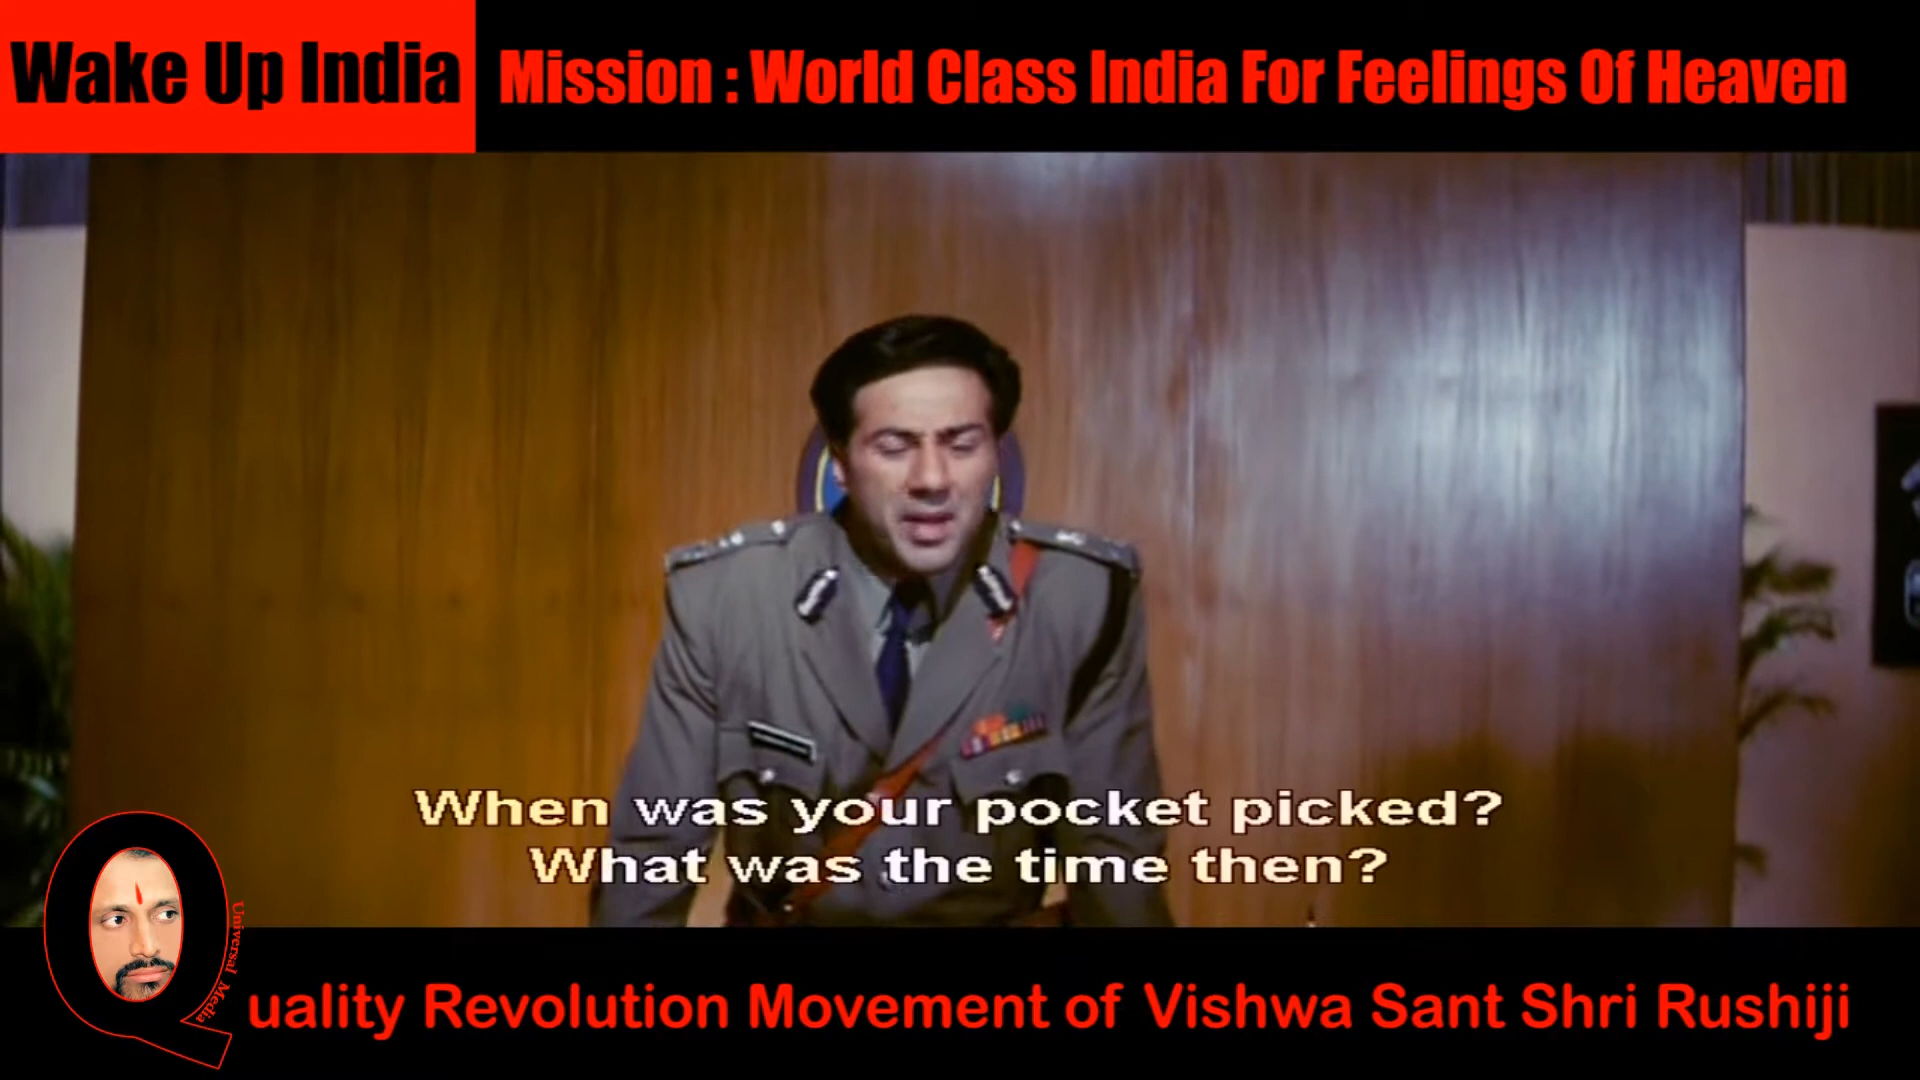 Wake Up India
Mission : World Class India For Feelings Of Heaven
When was your pocket picked?
What was the time then?
Quality Revolution Movement of Vishwa Sant Shri Rushiji
Universal Media